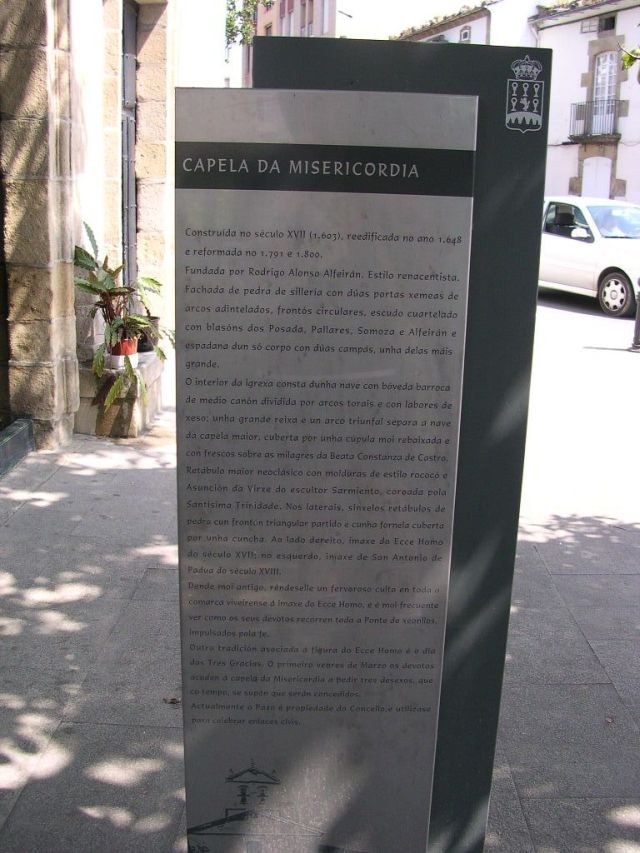 CAPELA DA MISERICORDIA
Construída no século XVII (1.603), reedificada no ano 1.648
e reformada no 1.791 e 1.800.
Fundada por Rodrigo Alonso Alfeirán. Estilo renacentista.
Fachada de pedra de sillería con dúas portas xemeas de
arcos adintelados, frontós circulares, escudo cuartelado
con blasóns dos Posada, Pallares, Somoza e Alfeirán e
espadana dun só corpo con dúas campás, unha delas máis
grande.
O interior da igrexa consta dunha nave con bóveda barroca
de medio canón dividida por arcos torais e con labores de
xeso; unha grande reixa e un arco triunfal separa a nave
da capela maior, cuberta por unha cúpula moi rebaixada e
con frescos sobre as milagres da Beata Constanza de Castro.
Retábulo maior neoclásico con molduras de estilo rococó e
Asunción da Virxe do escultor Sarmiento, coroada pola
Santísima Trinidade. Nos laterais, sinxelos retábulos de
pedra cun frontón triangular partido e cunha fornela cuberta
por unha cuncha. Ao lado dereito, imaxe do Ecce Homo
do século XVII; no esquerdo, imaxe de San Antonio de
Padua do século XVIII.
Dende moi antigo, réndeselle un fervoroso culto en toda a
comarca viveirense á imaxe do Ecce Homo, e é moi frecuente
ver como os seus devotos recorren toda a Ponte de xeonllos,
impulsados pola fe.
Outra tradición asociada á figura do Ecce Homo é o día
das Tres Gracias. O primeiro venres de Marzo os devotos
acoden á capela da Misericordia a pedir tres desexos, que
co tempo, se supón que serán concedidos.
Actualmente o Pazo é propiedade do Concello e utilízase
para celebrar enlaces civís.